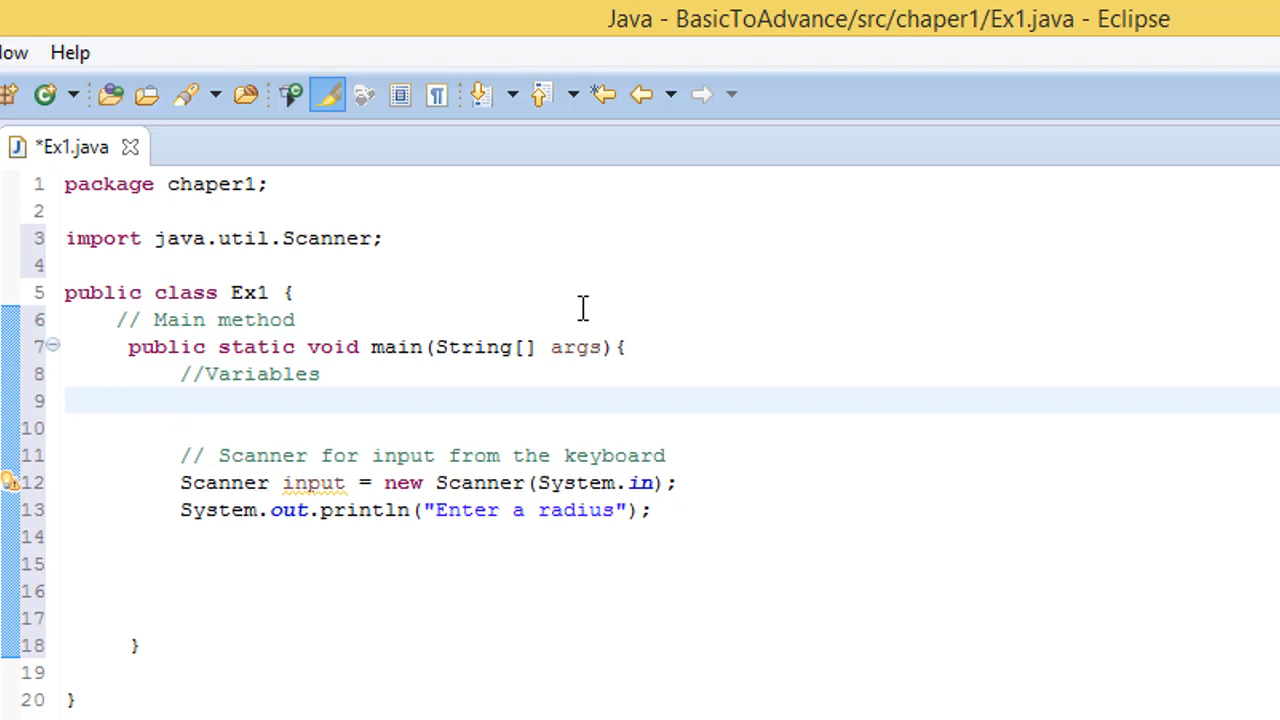 Java - BasicToAdvance/src/chaper1/Ex1.java - Eclipse
Help
*Ex1.java
1 package chaper1;
2
3 import java.util.Scanner;
4
5 public class Ex1 {
6 // Main method
7 public static void main(String[] args){
8 //Variables
9
10
11 // Scanner for input from the keyboard
12 Scanner input = new Scanner(System.in);
13 System.out.println("Enter a radius");
14
15
16
17
18 }
19
20 }